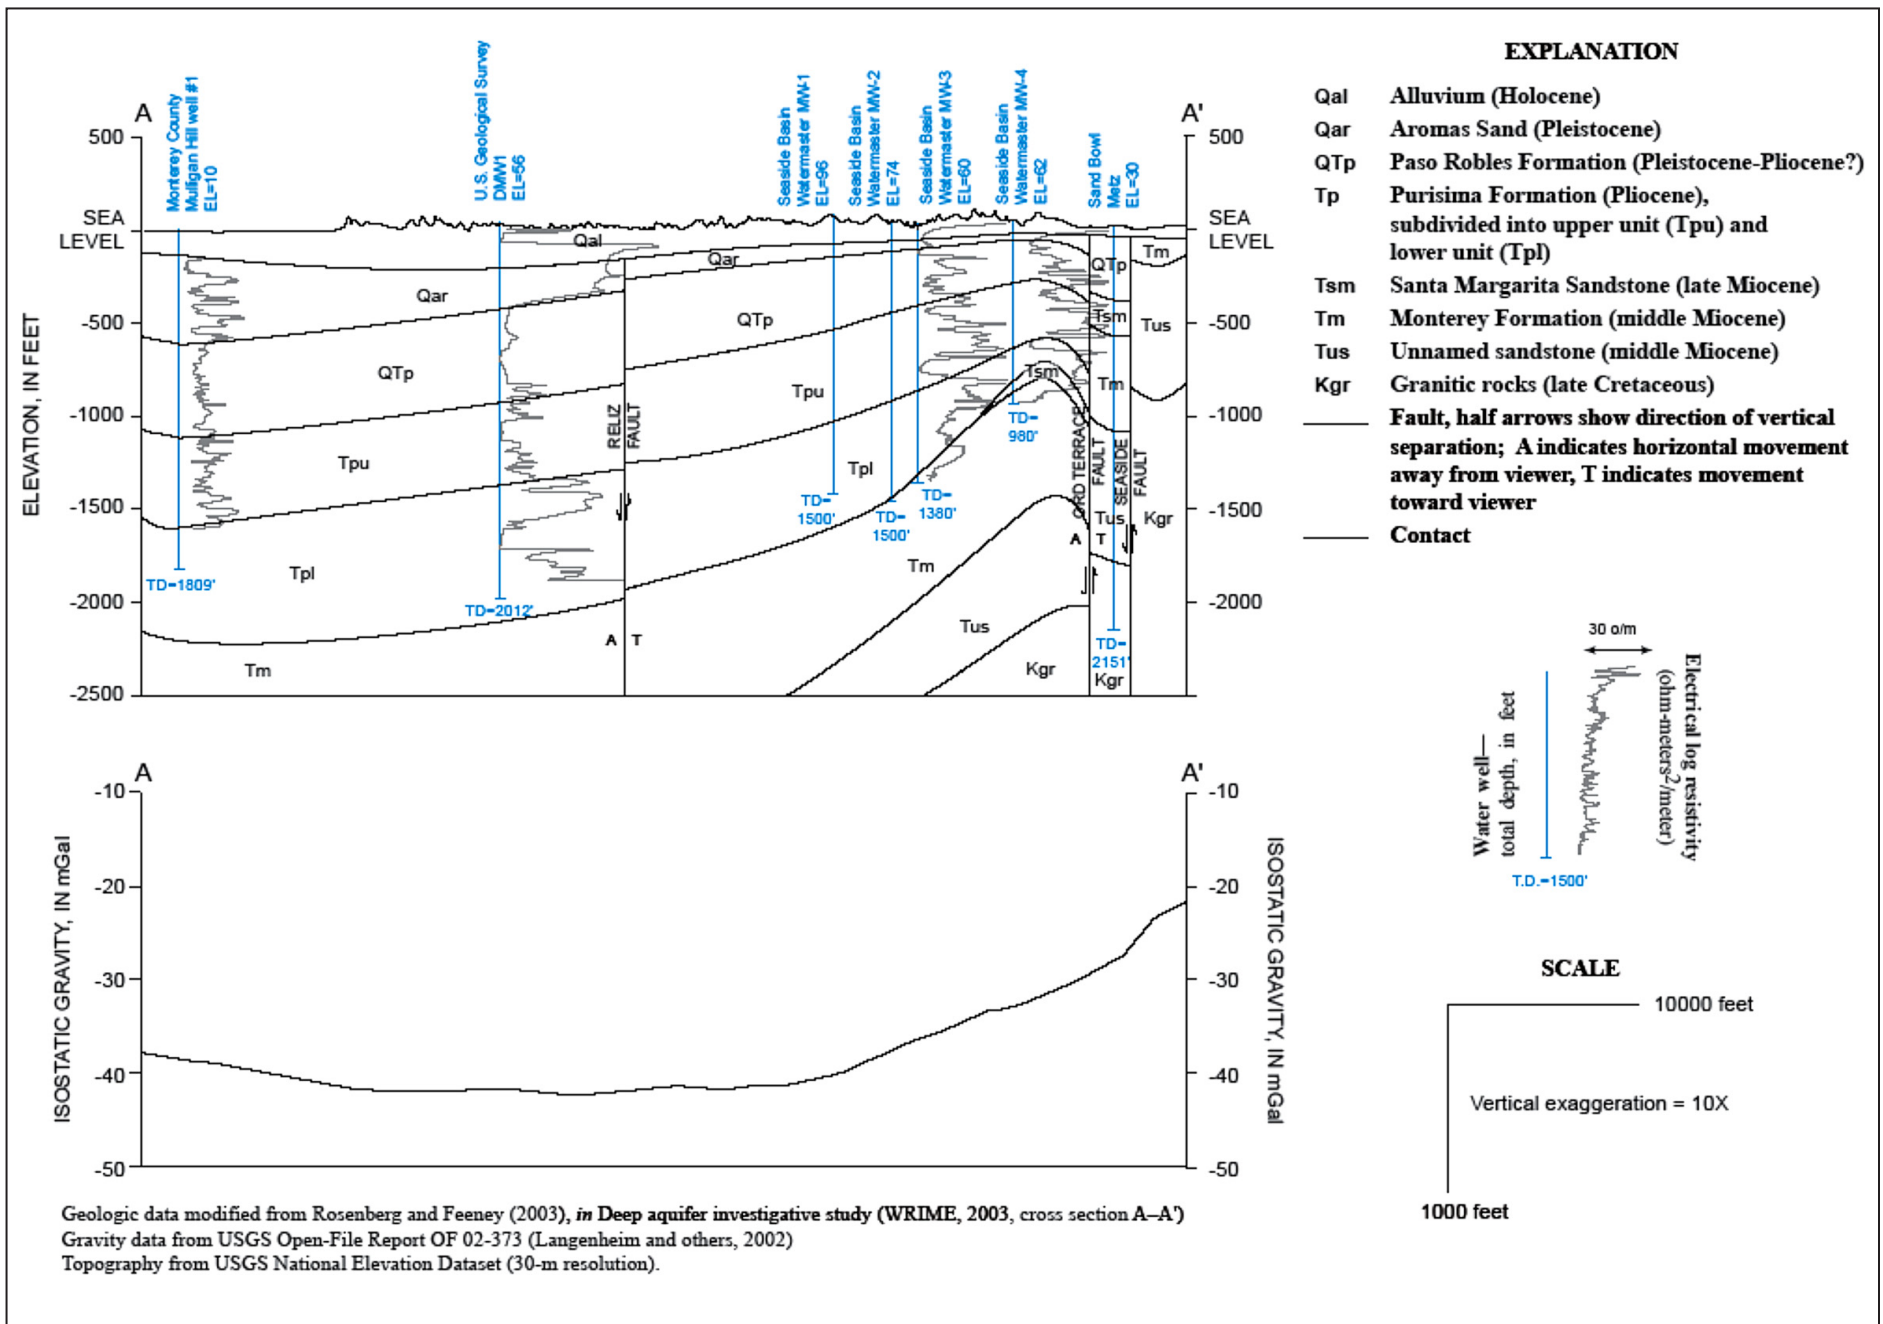 A
A'
500
SEA
LEVEL
-500
-1000
-1500
-2000
-2500
ELEVATION, IN FEET
Monterey County
Mulligan Hill well #1
EL=10
U.S. Geological Survey
DMW1
EL=56
Seaside Basin
Watermaster MW-1
EL=96
Seaside Basin
Watermaster MW-2
EL=74
Seaside Basin
Watermaster MW-3
EL=60
Seaside Basin
Watermaster MW-4
EL=62
Sand Bowl
Metz
EL=30
500
SEA
LEVEL
-500
-1000
-1500
-2000
Qal
Qar
Qar
QTp
QTp
QTp
Tpu
Tpu
Tpl
Tpl
Tm
Tm
Tm
Tm
Tsm
Tsm
Tus
Tus
Tus
Kgr
Kgr
Kgr
RELIZ
FAULT
ORD TERRACE
FAULT
SEASIDE
FAULT
A T
A T
TD=1809'
TD=2012'
TD=
1500'
TD=
1500'
TD=
1380'
TD=
980'
TD=
2151'
EXPLANATION
Qal Alluvium (Holocene)
Qar Aromas Sand (Pleistocene)
QTp Paso Robles Formation (Pleistocene-Pliocene?)
Tp Purisima Formation (Pliocene),
subdivided into upper unit (Tpu) and
lower unit (Tpl)
Tsm Santa Margarita Sandstone (late Miocene)
Tm Monterey Formation (middle Miocene)
Tus Unnamed sandstone (middle Miocene)
Kgr Granitic rocks (late Cretaceous)
Fault, half arrows show direction of vertical
separation; A indicates horizontal movement
away from viewer, T indicates movement
toward viewer
Contact
30 o/m
Water well—
total depth, in feet
Electrical log resistivity
(ohm-meters2/meter)
T.D.=1500'
SCALE
10000 feet
Vertical exaggeration = 10X
1000 feet
A
A'
-10
-20
-30
-40
-50
ISOSTATIC GRAVITY, IN mGal
-10
-20
-30
-40
-50
ISOSTATIC GRAVITY, IN mGal
Geologic data modified from Rosenberg and Feeney (2003), in Deep aquifer investigative study (WRIME, 2003, cross section A–A')
Gravity data from USGS Open-File Report OF 02-373 (Langenheim and others, 2002)
Topography from USGS National Elevation Dataset (30-m resolution).